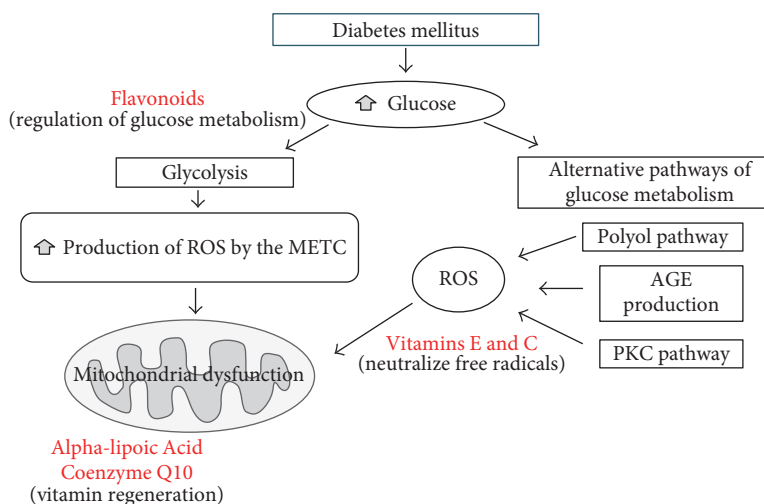 Diabetes mellitus
Flavonoids
(regulation of glucose metabolism)
Glucose
Glycolysis
Alternative pathways of
glucose metabolism
Production of ROS by the METC
Polyol pathway
ROS
AGE
production
Vitamins E and C
(neutralize free radicals)
PKC pathway
Mitochondrial dysfunction
Alpha-lipoic Acid
Coenzyme Q10
(vitamin regeneration)